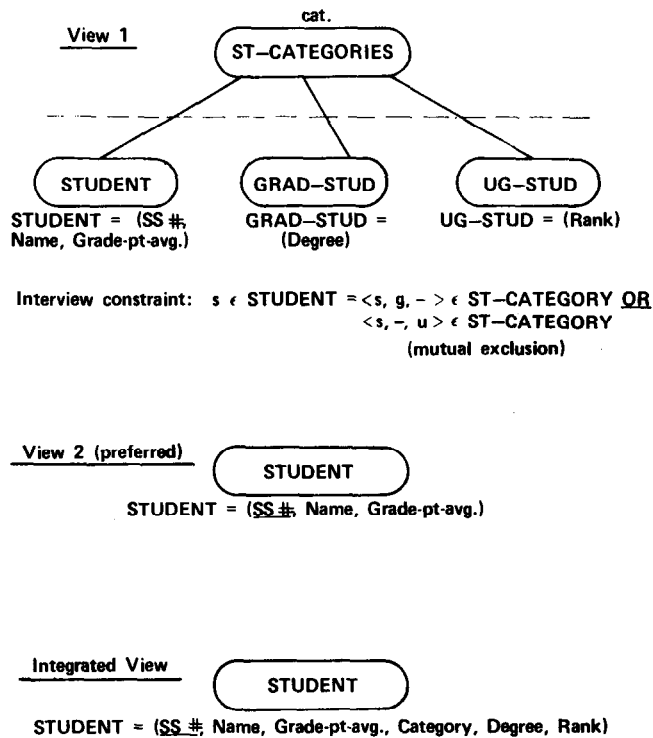 View 1
cat.
ST–CATEGORIES
STUDENT
GRAD–STUD
UG–STUD
STUDENT = (SS #,
Name, Grade-pt-avg.)
GRAD–STUD =
(Degree)
UG–STUD = (Rank)
Interview constraint: s ε STUDENT = <s, g, – > ε ST–CATEGORY OR
<s, –, u > ε ST–CATEGORY
(mutual exclusion)
View 2 (preferred)
STUDENT
STUDENT = (SS #, Name, Grade-pt-avg.)
Integrated View
STUDENT
STUDENT = (SS #, Name, Grade-pt-avg., Category, Degree, Rank)